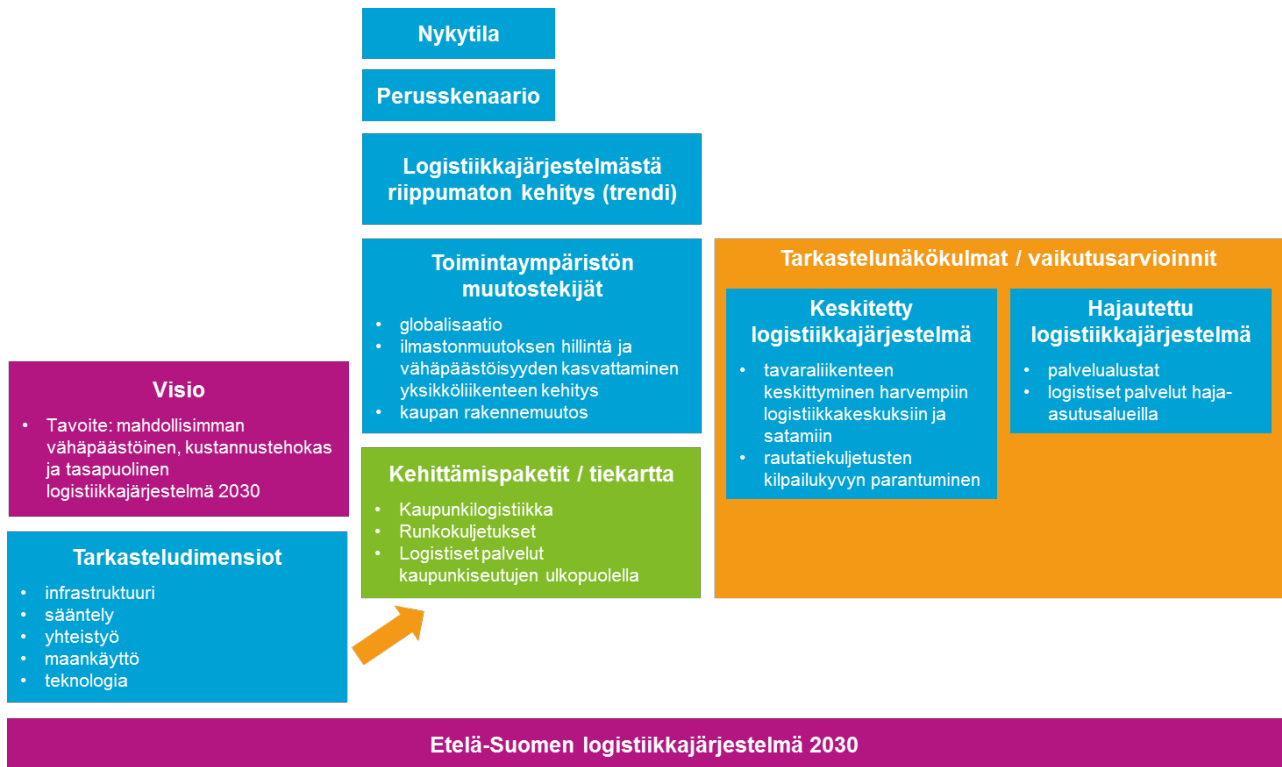 Nykytila
Perusskenaario
Logistiikkajärjestelmästä
riippumaton kehitys (trendi)
Toimintaympäristön
muutostekijät
• globalisaatio
• ilmastonmuutoksen hillintä ja
vähäpäästöisyyden kasvattaminen
yksikköliikenteen kehitys
• kaupan rakennemuutos
Tarkastelunäkökulmat / vaikutusarvioinnit
Keskitetty
logistiikkajärjestelmä
• tavaraliikenteen
keskittyminen harvempiin
logistiikkakeskuksiin ja
satamiin
• rautatiekuljetusten
kilpailukyvyn parantuminen
Hajautettu
logistiikkajärjestelmä
• palvelualustat
• logistiset palvelut haja-
asutusalueilla
Visio
• Tavoite: mahdollisimman
vähäpäästöinen, kustannustehokas
ja tasapuolinen
logistiikkajärjestelmä 2030
Kehittämispaketit / tiekartta
• Kaupunkilogistiikka
• Runkokuljetukset
• Logistiset palvelut
kaupunkiseutujen ulkopuolella
Tarkasteludimensiot
• infrastruktuuri
• sääntely
• yhteistyö
• maankäyttö
• teknologia
Etelä-Suomen logistiikkajärjestelmä 2030